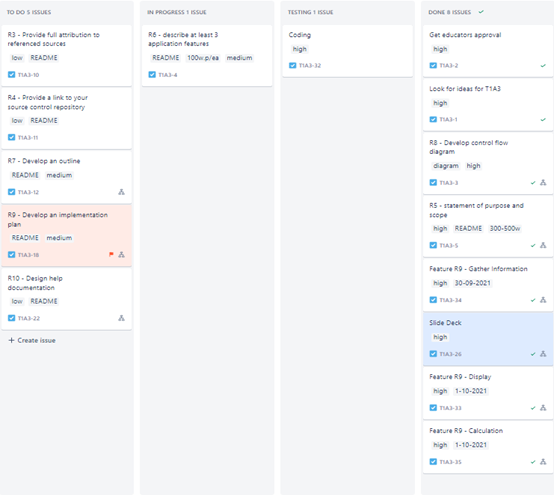 TO DO 5 ISSUES
R3 - Provide full attribution to
referenced sources
low README
T1A3-10
R4 - Provide a link to your
source control repository
low README
T1A3-11
R7 - Develop an outline
README medium
T1A3-12
R9 - Develop an implementation
plan
README medium
T1A3-18
R10 - Design help
documentation
low README
T1A3-22
+ Create issue
IN PROGRESS 1 ISSUE
R6 - describe at least 3
application features
README 100w.p/ea medium
T1A3-4
TESTING 1 ISSUE
Coding
high
T1A3-32
DONE 8 ISSUES
Get educators approval
high
T1A3-2
Look for ideas for T1A3
high
T1A3-1
R8 - Develop control flow
diagram
diagram high
T1A3-3
R5 - statement of purpose and
scope
high README 300-500w
T1A3-5
Feature R9 - Gather information
high 30-09-2021
T1A3-34
Slide Deck
high
T1A3-26
Feature R9 - Display
high 1-10-2021
T1A3-33
Feature R9 - Calculation
high 1-10-2021
T1A3-35